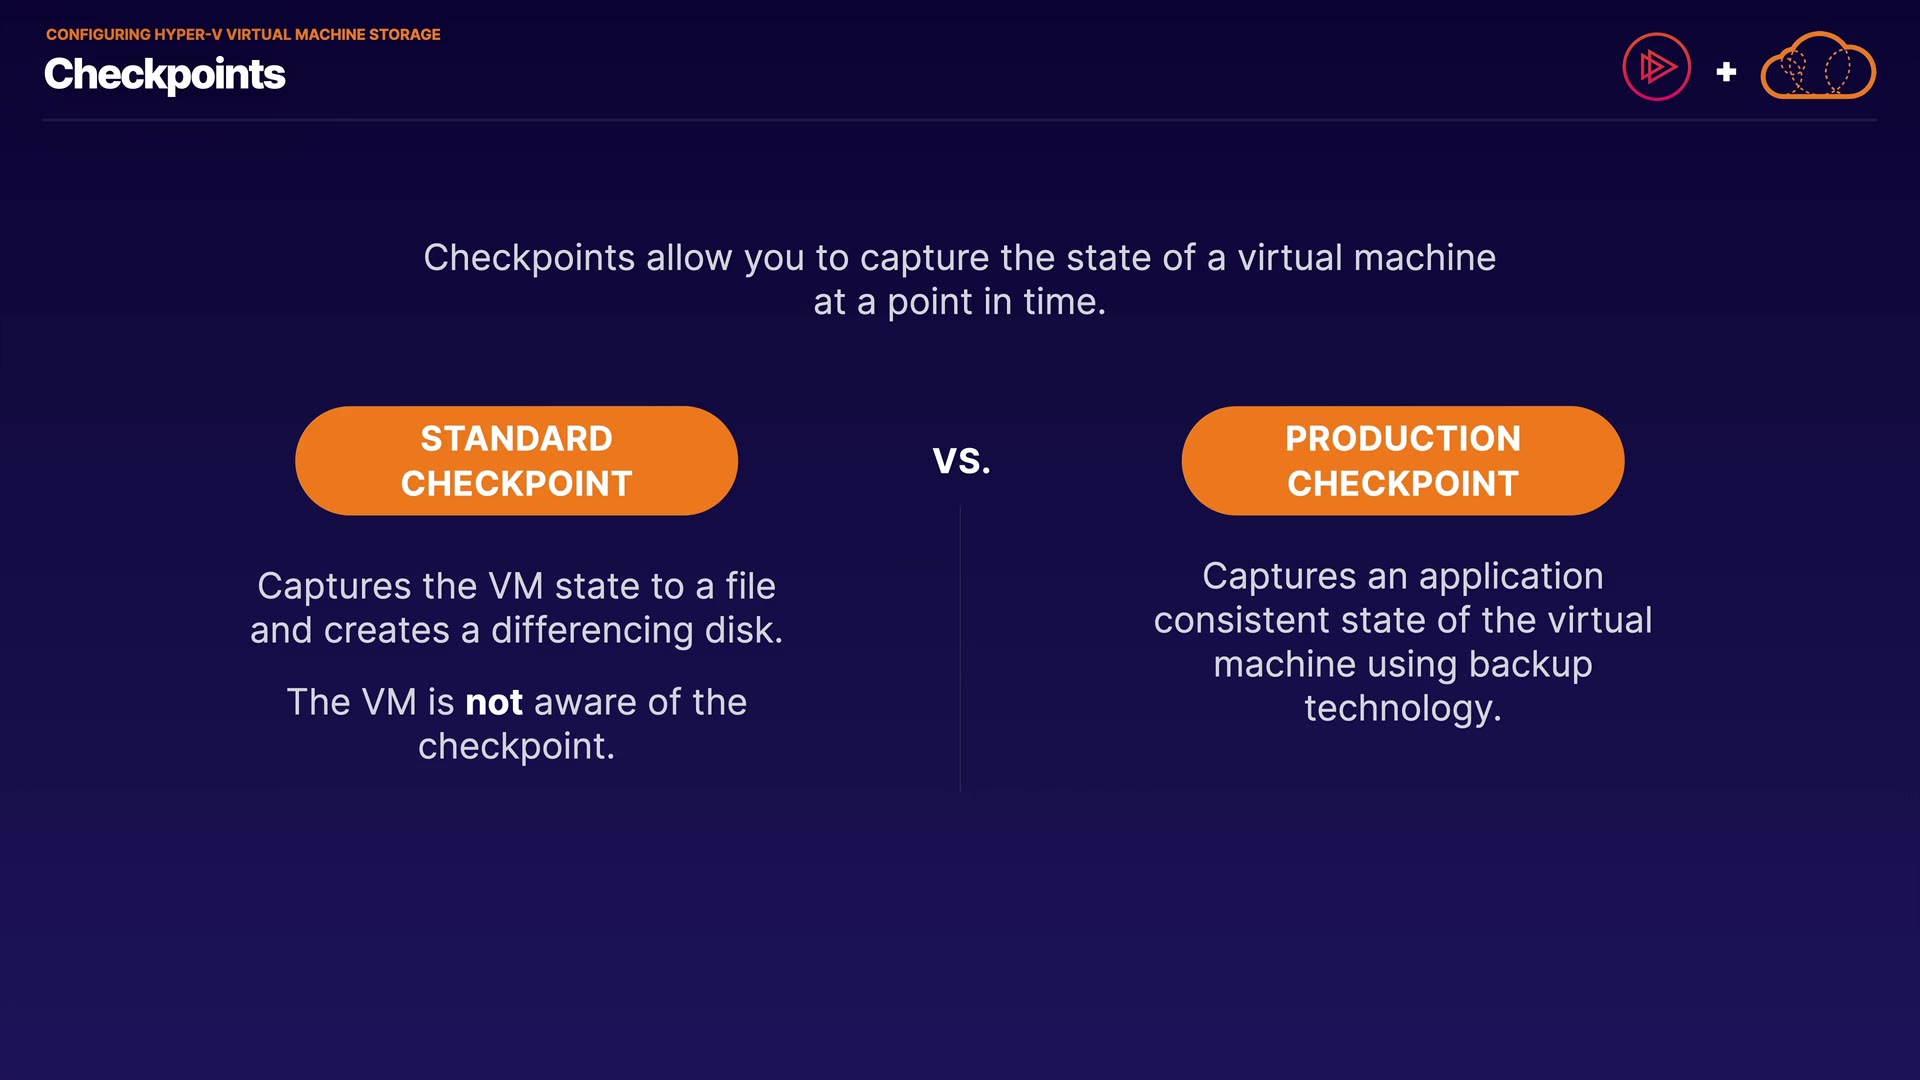 CONFIGURING HYPER-V VIRTUAL MACHINE STORAGE
Checkpoints
Checkpoints allow you to capture the state of a virtual machine
at a point in time.
STANDARD
CHECKPOINT
Captures the VM state to a file
and creates a differencing disk.
The VM is not aware of the
checkpoint.
VS.
PRODUCTION
CHECKPOINT
Captures an application
consistent state of the virtual
machine using backup
technology.